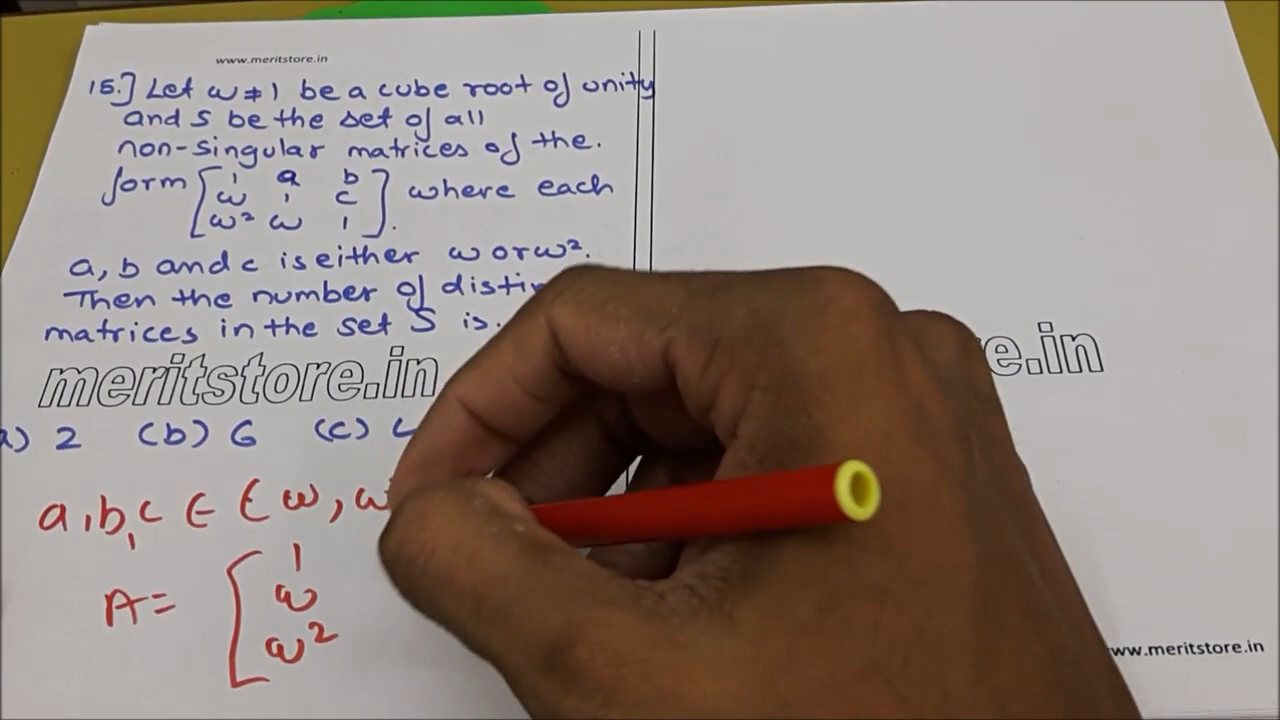 www.meritstore.in
15.] Let ω ≠ 1 be a cube root of unity
and S be the set of all
non-singular matrices of the.
form [1 a b
ω 1 c
ω² ω 1]. where each
a, b and c is either ω or ω².
Then the number of
matrices in the set S is.
meritstore.in
e.in
a) 2 (b) 6 (c)
a, b, c ∈ {ω,
A = [1
ω
ω²
www.meritstore.in